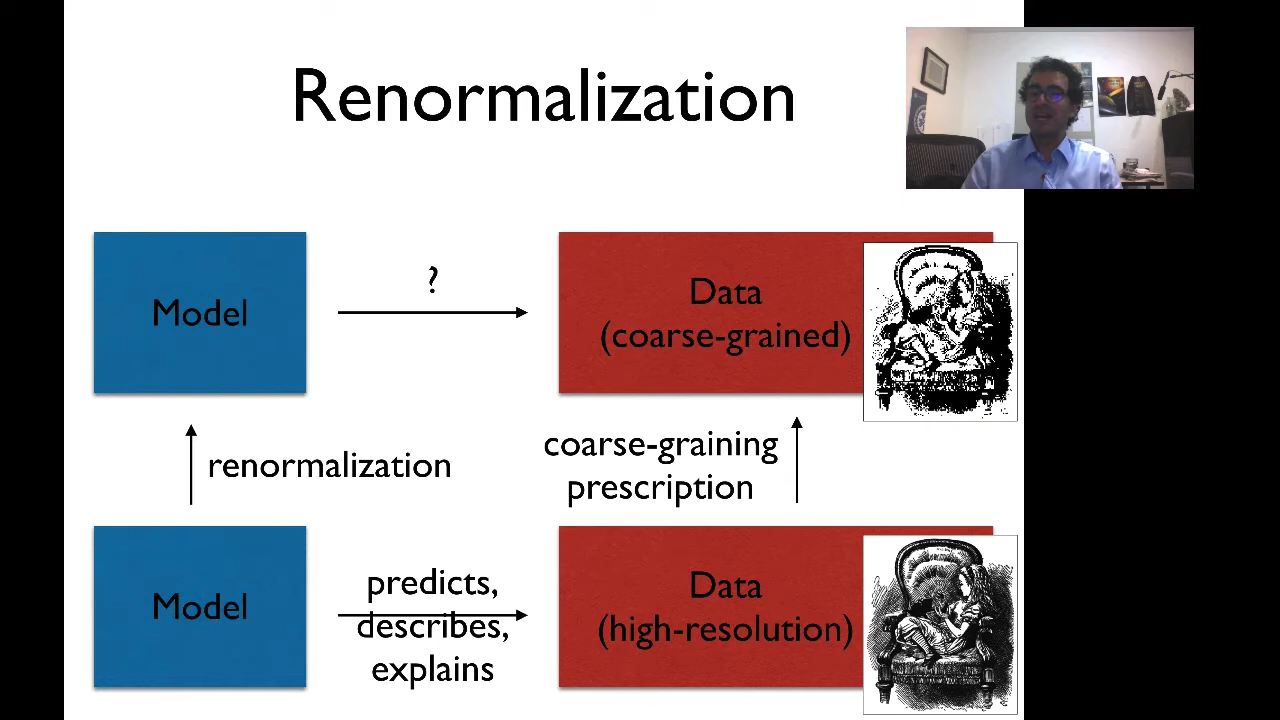 Renormalization
Model
?
Data
(coarse-grained)
renormalization
coarse-graining
prescription
Model
predicts,
describes,
explains
Data
(high-resolution)